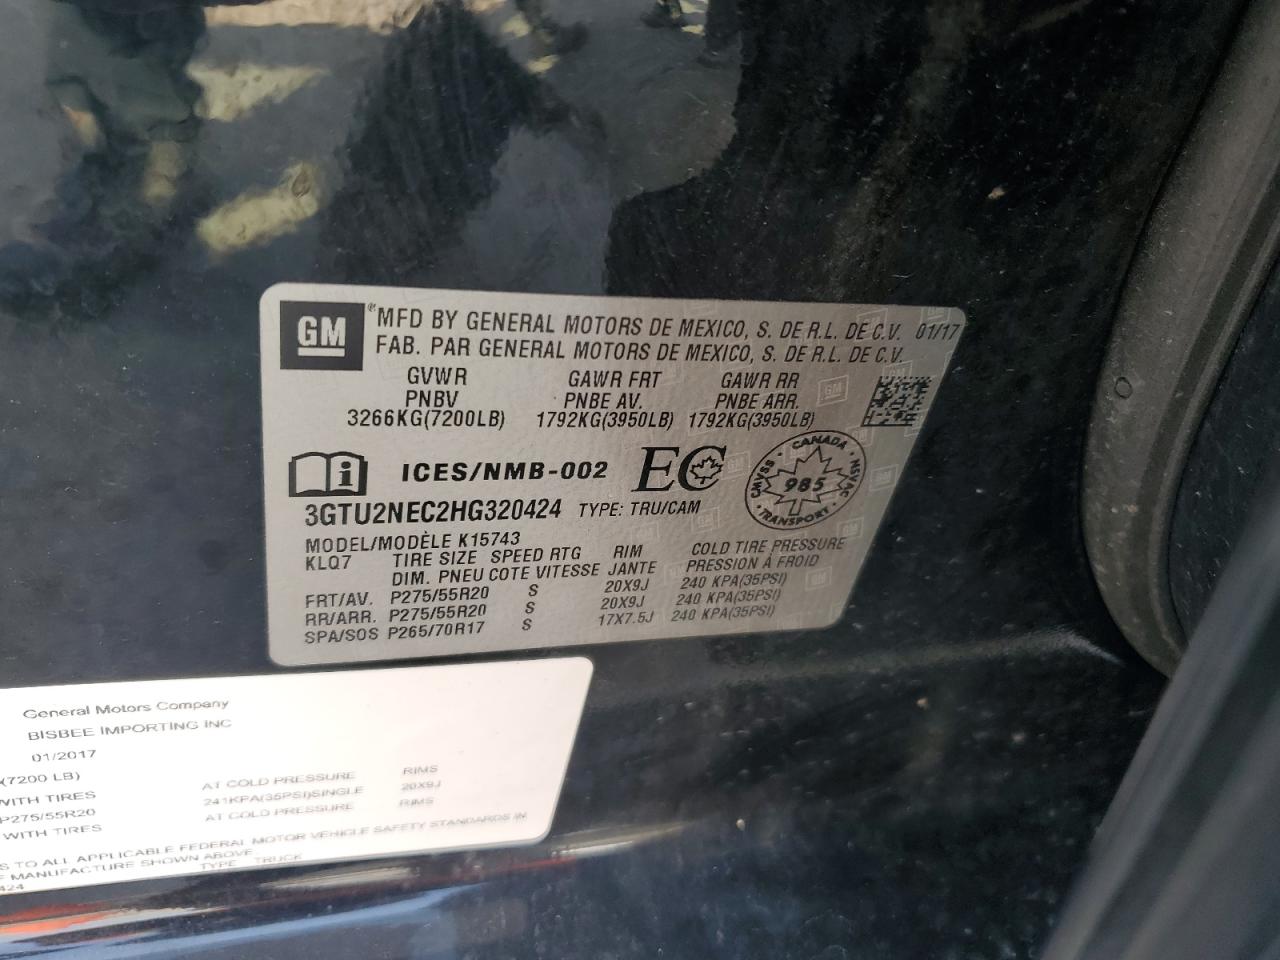 GM ® MFD BY GENERAL MOTORS DE MEXICO, S. DE R.L. DE C.V. 01/17
FAB. PAR GENERAL MOTORS DE MEXICO, S. DE R.L. DE C.V.
GVWR GAWR FRT GAWR RR
PNBV PNBE AV. PNBE ARR.
3266KG(7200LB) 1792KG(3950LB) 1792KG(3950LB)
i ICES/NMB-002 EC CANADA CMVSS NSVAC 985 TRANSPORT
3GTU2NEC2HG320424 TYPE: TRU/CAM
MODEL/MODÈLE K15743
KLQ7 TIRE SIZE SPEED RTG RIM COLD TIRE PRESSURE
DIM. PNEU COTE VITESSE JANTE PRESSION À FROID
FRT/AV. P275/55R20 S 20X9J 240 KPA(35PSI)
RR/ARR. P275/55R20 S 20X9J 240 KPA(35PSI)
SPA/SOS P265/70R17 S 17X7.5J 240 KPA(35PSI)
General Motors Company
BISBEE IMPORTING INC
01/2017
(7200 LB)
WITH TIRES AT COLD PRESSURE RIMS
P275/55R20 241KPA(35PSI)SINGLE 20X9J
WITH TIRES AT COLD PRESSURE RIMS
S TO ALL APPLICABLE FEDERAL MOTOR VEHICLE SAFETY STANDARDS IN
F MANUFACTURE SHOWN ABOVE
424 TYPE TRUCK